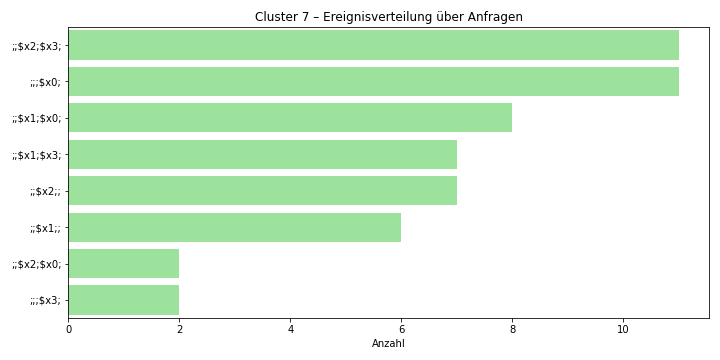 Cluster 7 – Ereignisverteilung über Anfragen
;;$x2;$x3;
;;;$x0;
;;$x1;$x0;
;;$x1;$x3;
;;$x2;;
;;$x1;;
;;$x2;$x0;
;;;$x3;
0 2 4 6 8 10
Anzahl